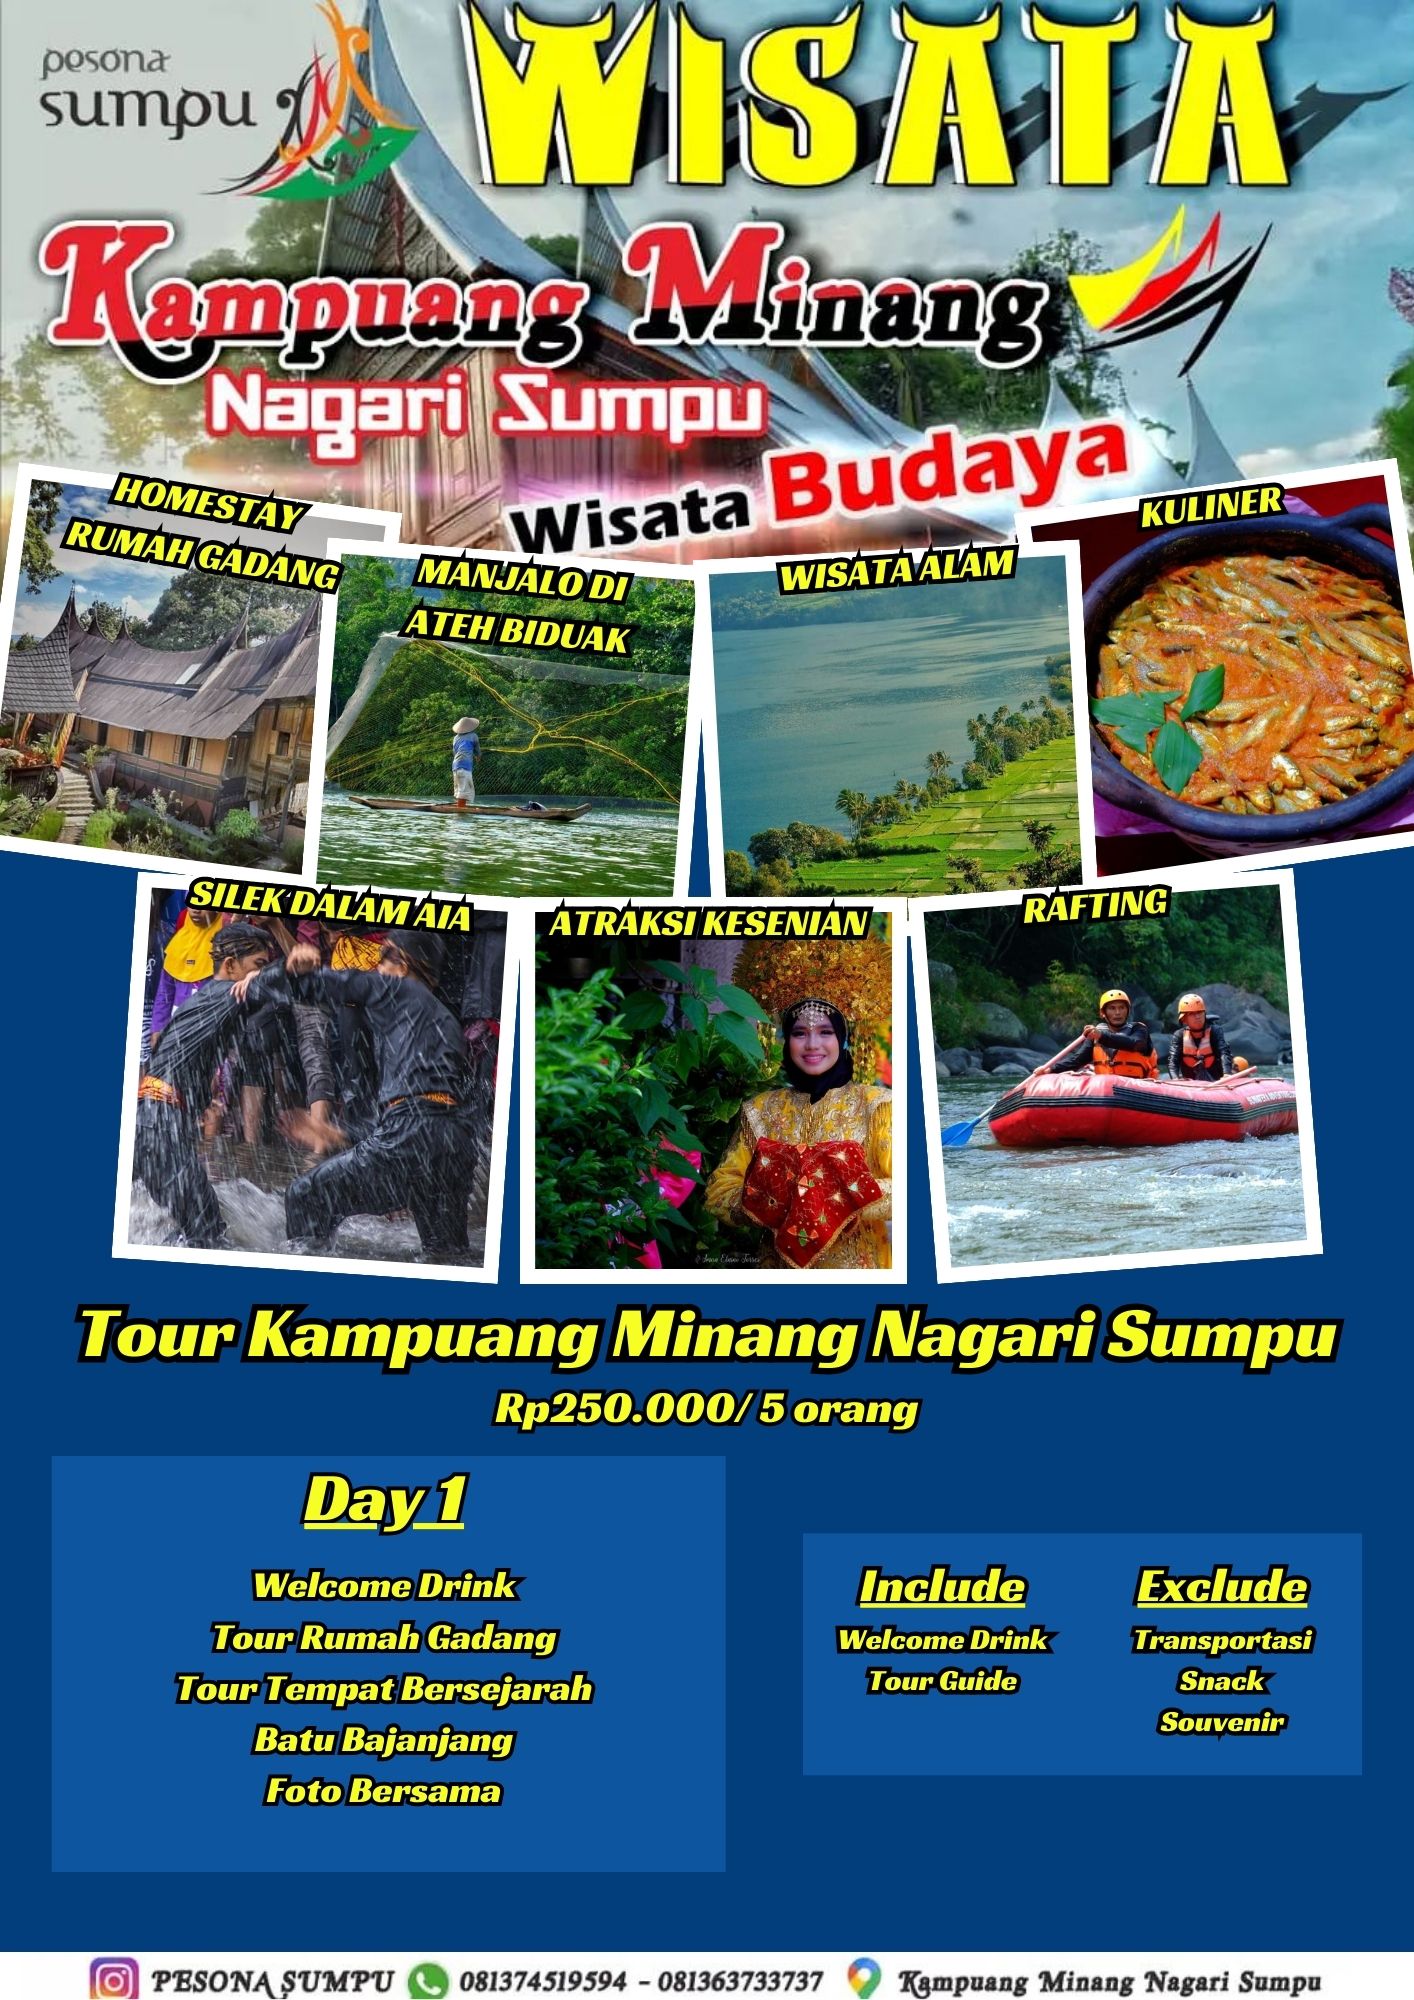 pesona
sumpu
WISATA
Kampuang Minang
Nagari Sumpu
Wisata Budaya
HOMESTAY
RUMAH GADANG
MANJALO DI
ATEH BIDUAK
WISATA ALAM
KULINER
SILEK DALAM AIA
ATRAKSI KESENIAN
RAFTING
Tour Kampuang Minang Nagari Sumpu
Rp250.000/ 5 orang
Day 1
Welcome Drink
Tour Rumah Gadang
Tour Tempat Bersejarah
Batu Bajanjang
Foto Bersama
Include
Welcome Drink
Tour Guide
Exclude
Transportasi
Snack
Souvenir
PESONA SUMPU 081374519594 - 081363733737 Kampuang Minang Nagari Sumpu